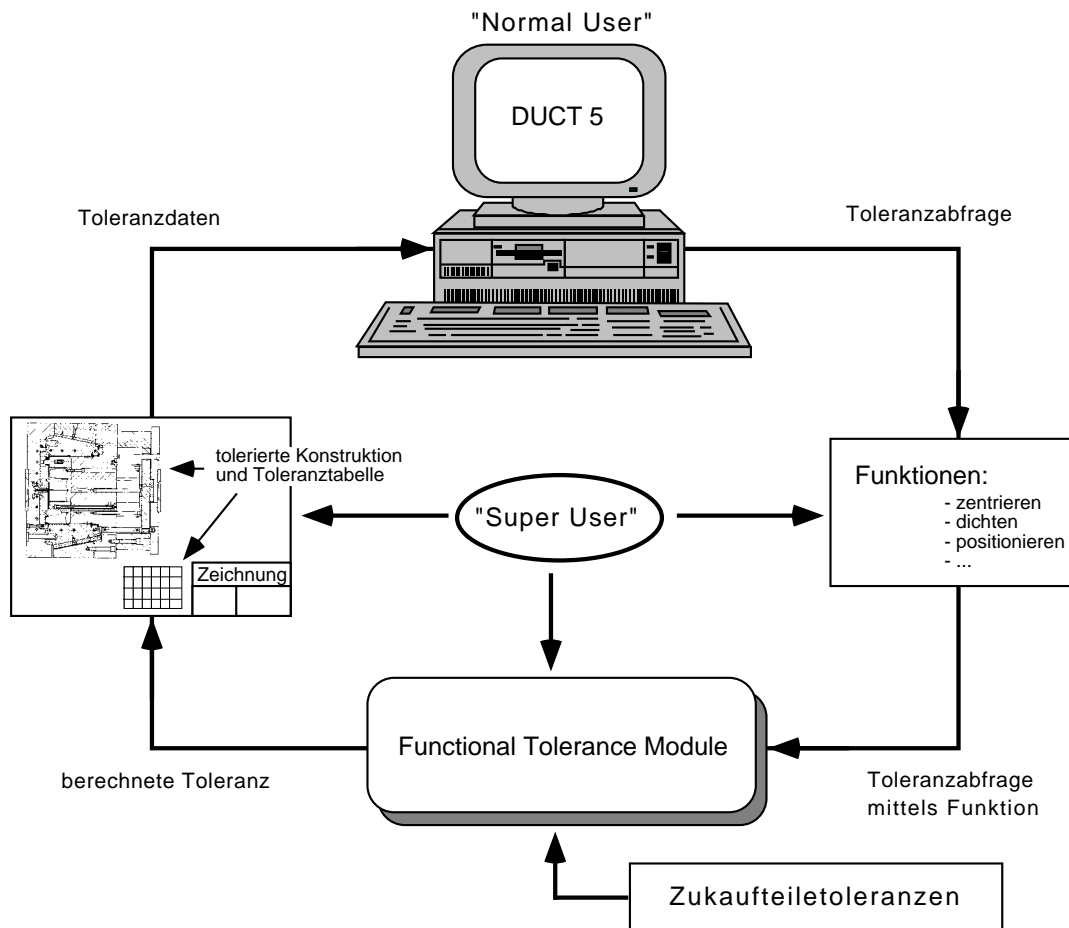 "Normal User"
DUCT 5
Toleranzdaten
Toleranzabfrage
tolerierte Konstruktion
und Toleranztabelle
Zeichnung
"Super User"
Funktionen:
- zentrieren
- dichten
- positionieren
- ...
Functional Tolerance Module
berechnete Toleranz
Toleranzabfrage
mittels Funktion
Zukaufteiletoleranzen